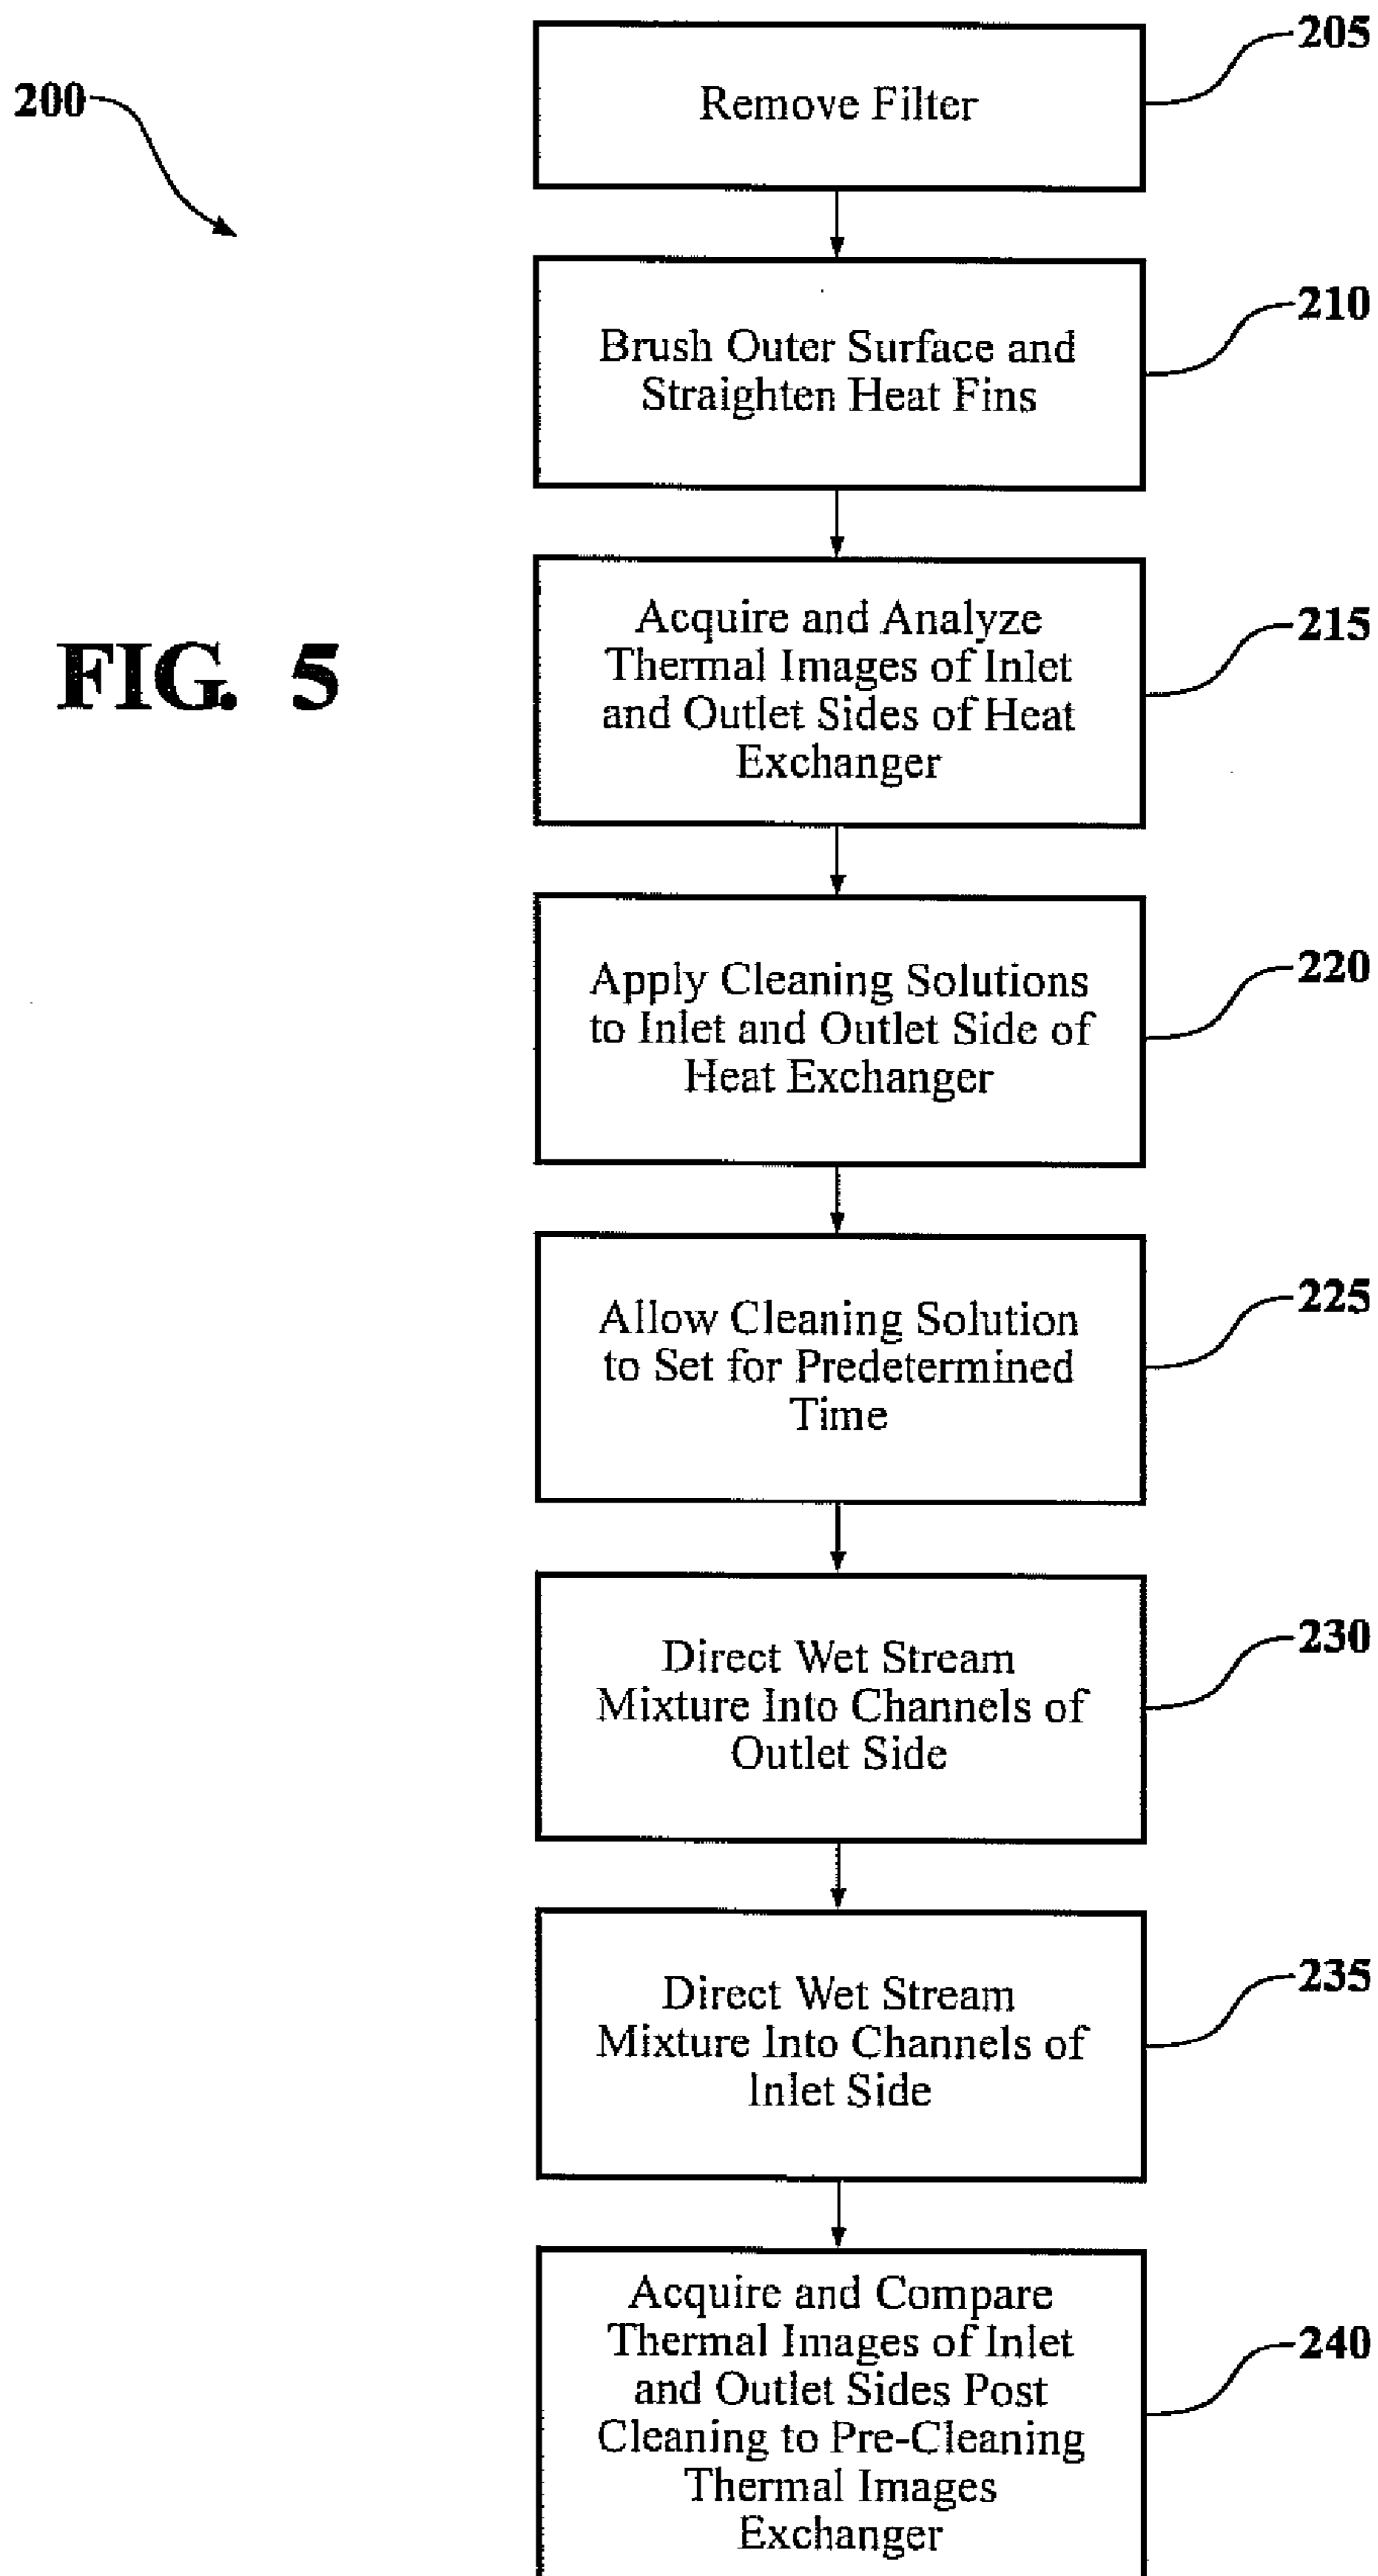 205
200
Remove Filter
210
Brush Outer Surface and
Straighten Heat Fins
FIG. 5
215
Acquire and Analyze
Thermal Images of Inlet
and Outlet Sides of Heat
Exchanger
220
Apply Cleaning Solutions
to Inlet and Outlet Side of
Heat Exchanger
225
Allow Cleaning Solution
to Set for Predetermined
Time
230
Direct Wet Stream
Mixture Into Channels of
Outlet Side
235
Direct Wet Stream
Mixture Into Channels of
Inlet Side
240
Acquire and Compare
Thermal Images of Inlet
and Outlet Sides Post
Cleaning to Pre-Cleaning
Thermal Images
Exchanger